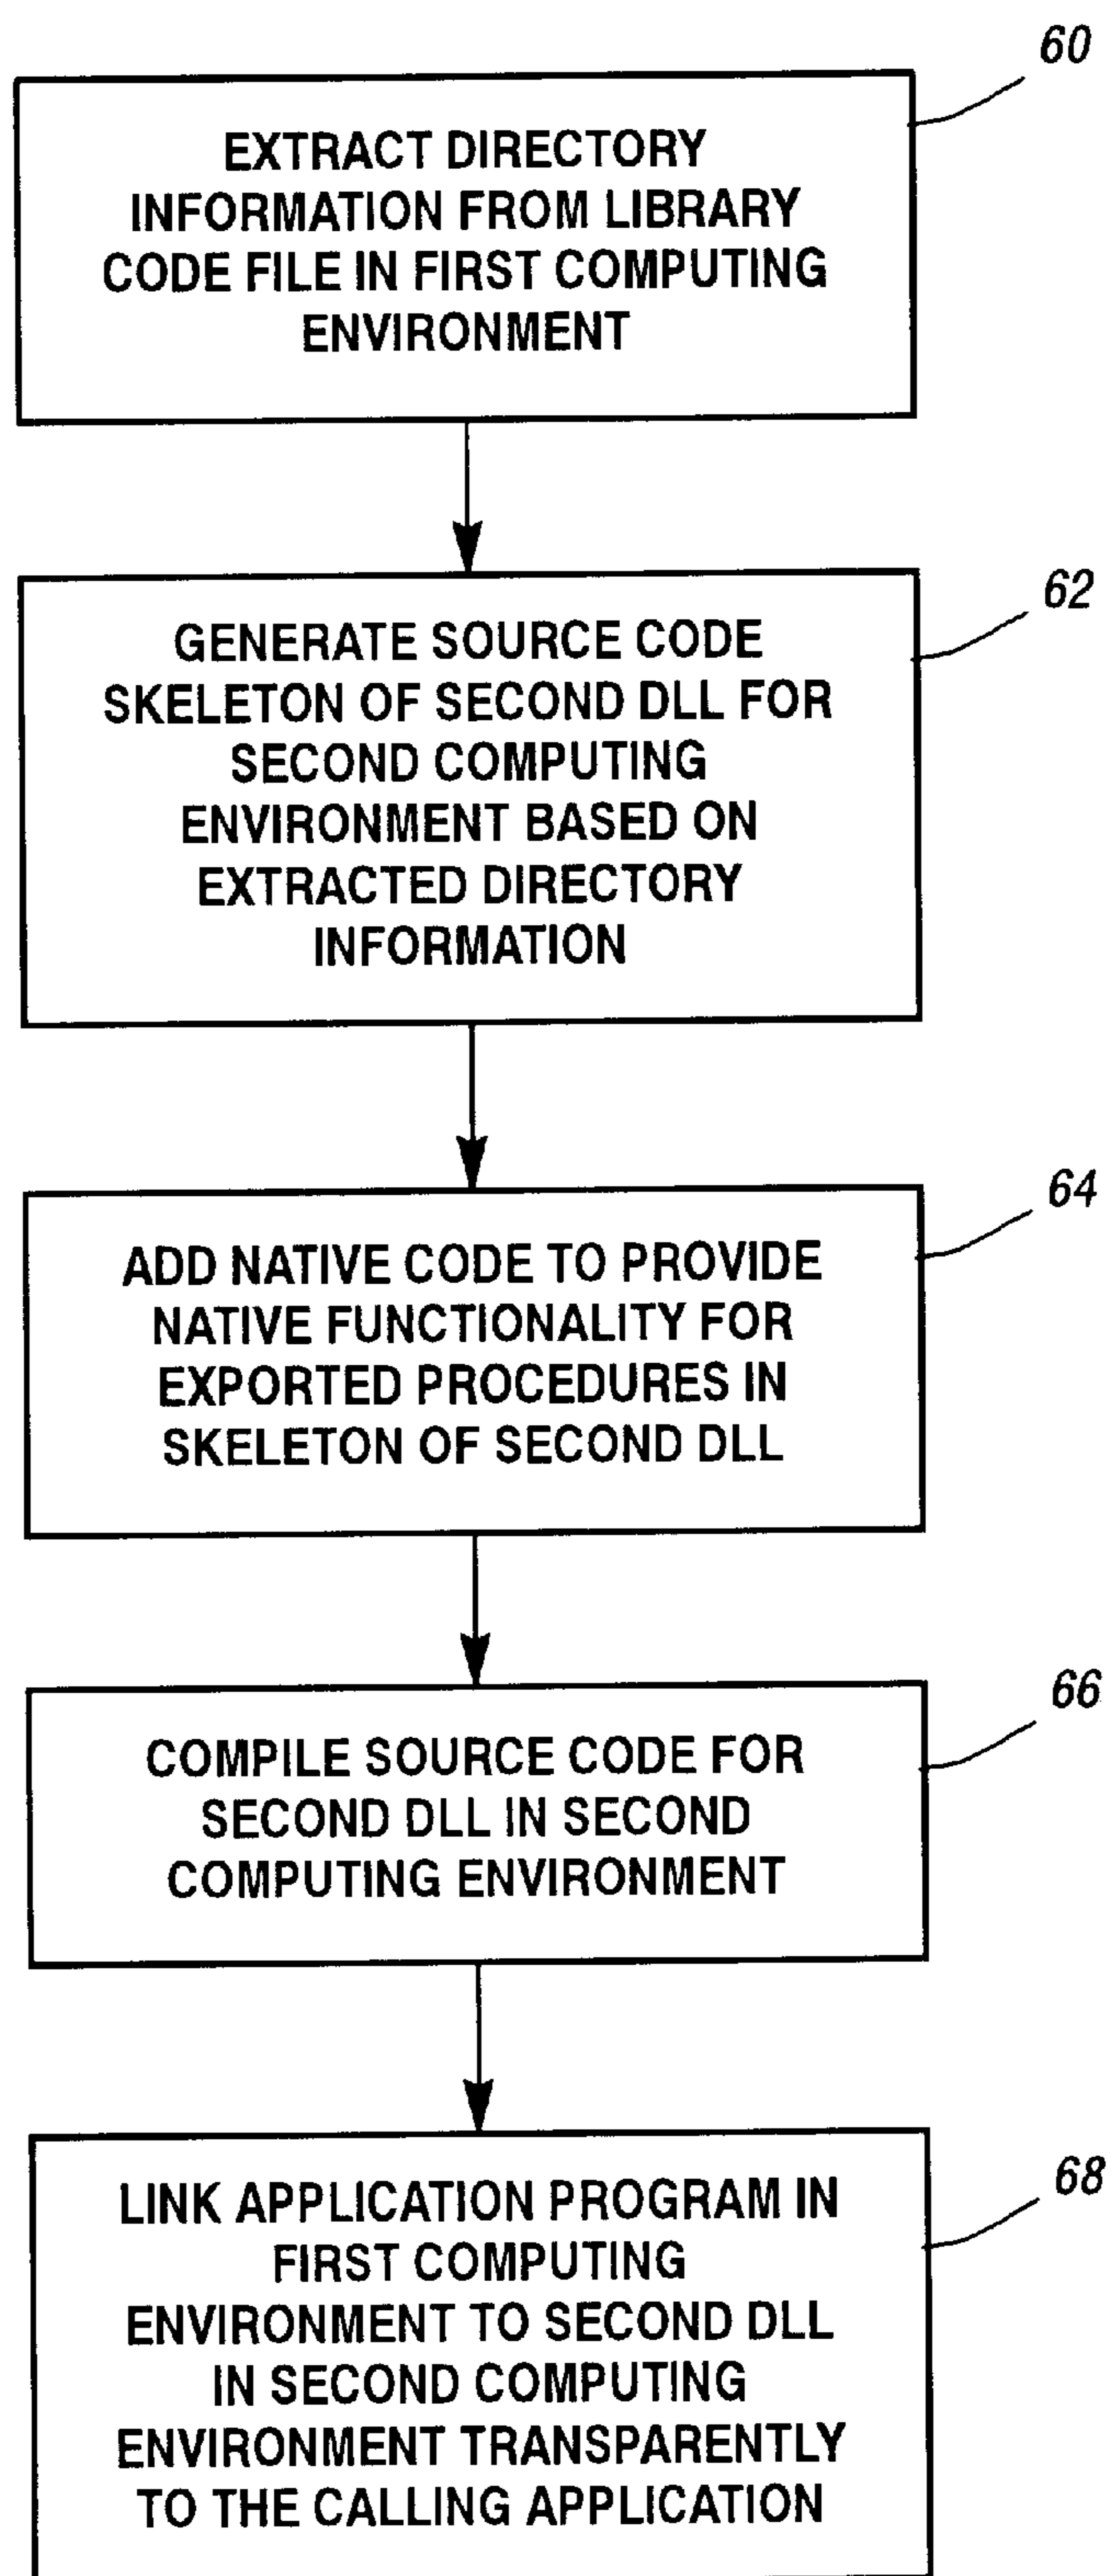 60
EXTRACT DIRECTORY
INFORMATION FROM LIBRARY
CODE FILE IN FIRST COMPUTING
ENVIRONMENT
62
GENERATE SOURCE CODE
SKELETON OF SECOND DLL FOR
SECOND COMPUTING
ENVIRONMENT BASED ON
EXTRACTED DIRECTORY
INFORMATION
64
ADD NATIVE CODE TO PROVIDE
NATIVE FUNCTIONALITY FOR
EXPORTED PROCEDURES IN
SKELETON OF SECOND DLL
66
COMPILE SOURCE CODE FOR
SECOND DLL IN SECOND
COMPUTING ENVIRONMENT
68
LINK APPLICATION PROGRAM IN
FIRST COMPUTING
ENVIRONMENT TO SECOND DLL
IN SECOND COMPUTING
ENVIRONMENT TRANSPARENTLY
TO THE CALLING APPLICATION